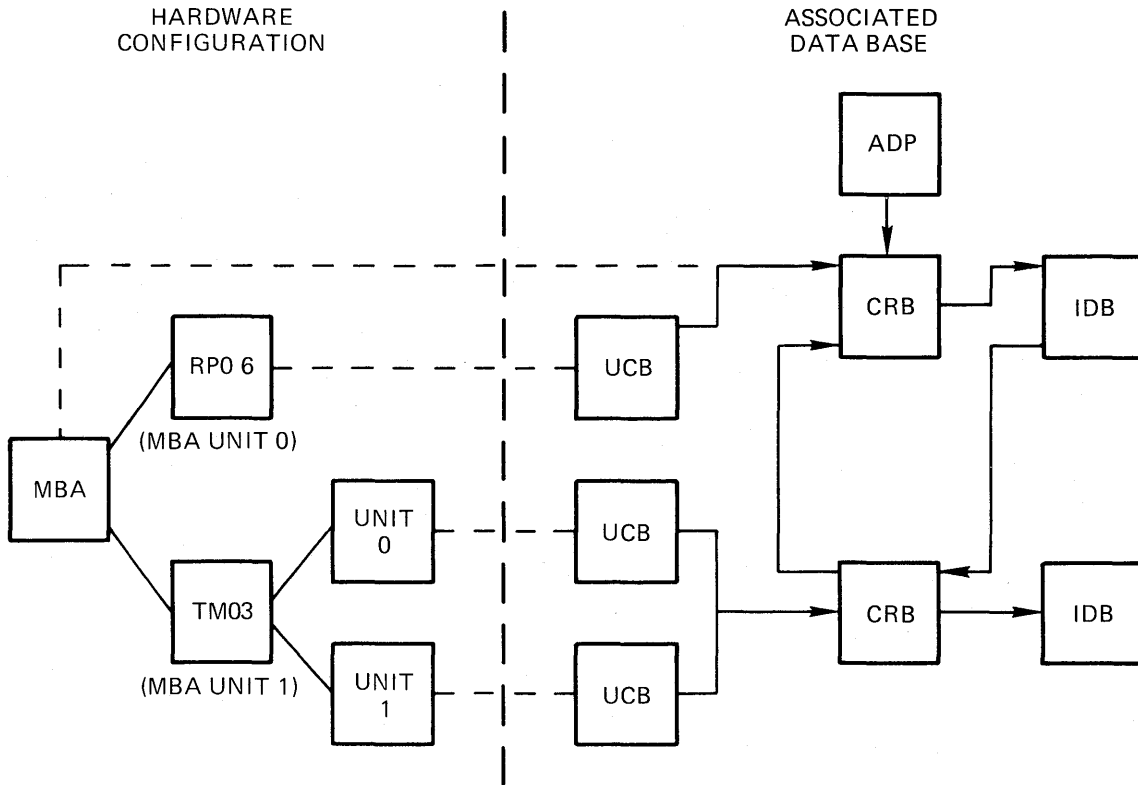 HARDWARE
CONFIGURATION
ASSOCIATED
DATA BASE
ADP
CRB
IDB
RP0 6
(MBA UNIT 0)
UCB
MBA
UNIT
0
UCB
TM03
(MBA UNIT 1)
CRB
IDB
UNIT
1
UCB